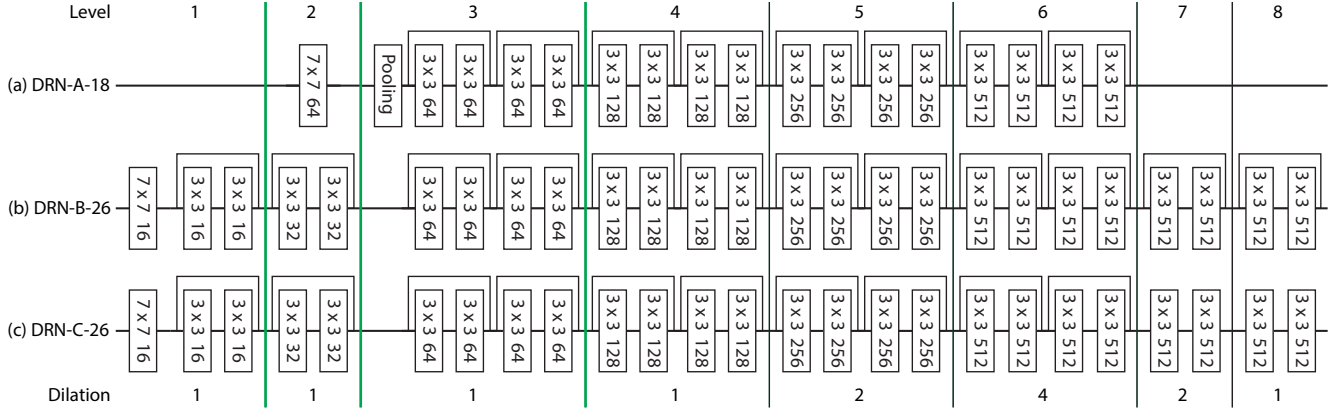 Level 1 2 3 4 5 6 7 8
(a) DRN-A-18 7 x 7 64 Pooling 3 x 3 64 3 x 3 64 3 x 3 64 3 x 3 64 3 x 3 128 3 x 3 128 3 x 3 128 3 x 3 128 3 x 3 256 3 x 3 256 3 x 3 256 3 x 3 256 3 x 3 512 3 x 3 512 3 x 3 512 3 x 3 512
(b) DRN-B-26 7 x 7 16 3 x 3 16 3 x 3 16 3 x 3 32 3 x 3 32 3 x 3 64 3 x 3 64 3 x 3 64 3 x 3 64 3 x 3 128 3 x 3 128 3 x 3 128 3 x 3 128 3 x 3 256 3 x 3 256 3 x 3 256 3 x 3 256 3 x 3 512 3 x 3 512 3 x 3 512 3 x 3 512 3 x 3 512 3 x 3 512 3 x 3 512 3 x 3 512
(c) DRN-C-26 7 x 7 16 3 x 3 16 3 x 3 16 3 x 3 32 3 x 3 32 3 x 3 64 3 x 3 64 3 x 3 64 3 x 3 64 3 x 3 128 3 x 3 128 3 x 3 128 3 x 3 128 3 x 3 256 3 x 3 256 3 x 3 256 3 x 3 256 3 x 3 512 3 x 3 512 3 x 3 512 3 x 3 512 3 x 3 512 3 x 3 512 3 x 3 512 3 x 3 512
Dilation 1 1 1 1 2 4 2 1